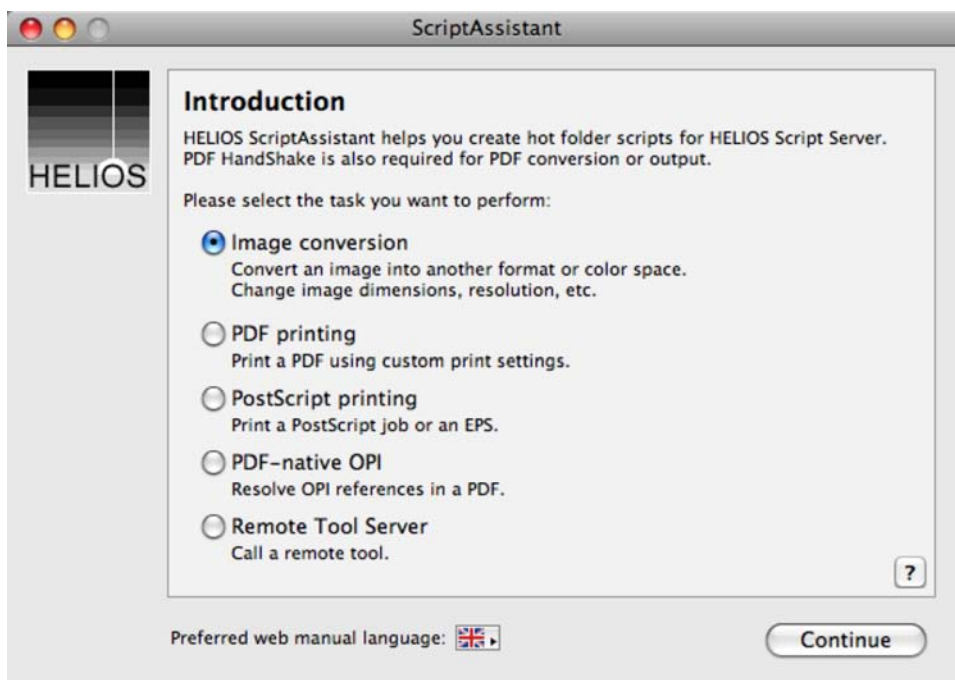 ScriptAssistant
HELIOS
Introduction
HELIOS ScriptAssistant helps you create hot folder scripts for HELIOS Script Server.
PDF HandShake is also required for PDF conversion or output.
Please select the task you want to perform:
Image conversion
Convert an image into another format or color space.
Change image dimensions, resolution, etc.
PDF printing
Print a PDF using custom print settings.
PostScript printing
Print a PostScript job or an EPS.
PDF-native OPI
Resolve OPI references in a PDF.
Remote Tool Server
Call a remote tool.
?
Preferred web manual language:
Continue